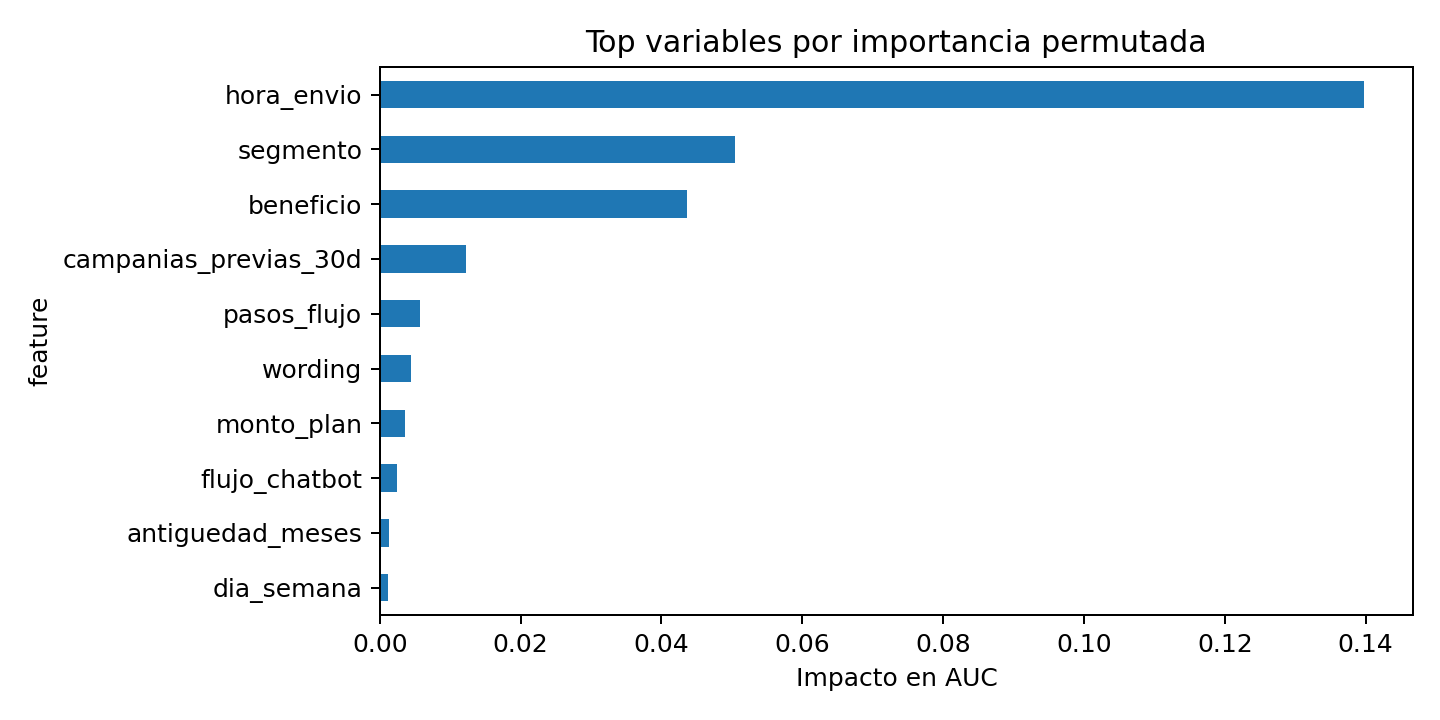 Top variables por importancia permutada
hora_envio
segmento
beneficio
campanias_previas_30d
pasos_flujo
wording
monto_plan
flujo_chatbot
antiguedad_meses
dia_semana
feature
0.00 0.02 0.04 0.06 0.08 0.10 0.12 0.14
Impacto en AUC